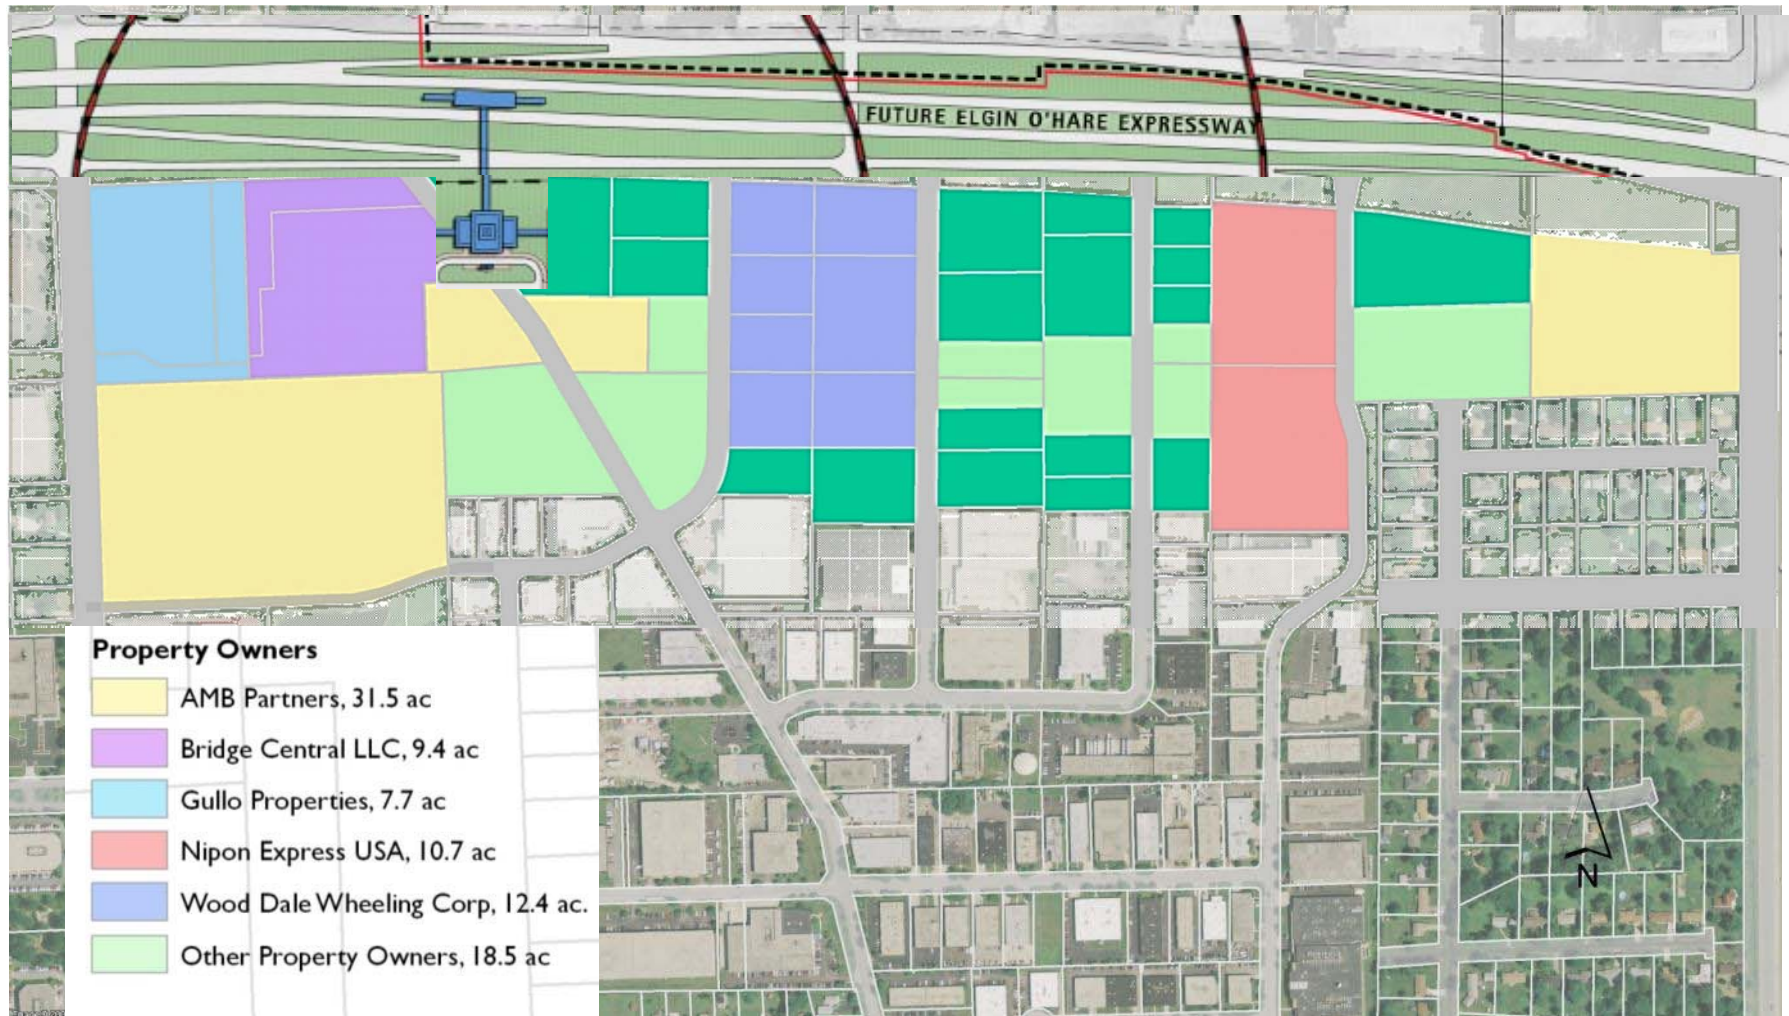 FUTURE ELGIN O'HARE EXPRESSWAY
Property Owners
AMB Partners, 31.5 ac
Bridge Central LLC, 9.4 ac
Gullo Properties, 7.7 ac
Nipon Express USA, 10.7 ac
Wood Dale Wheeling Corp, 12.4 ac.
Other Property Owners, 18.5 ac
N